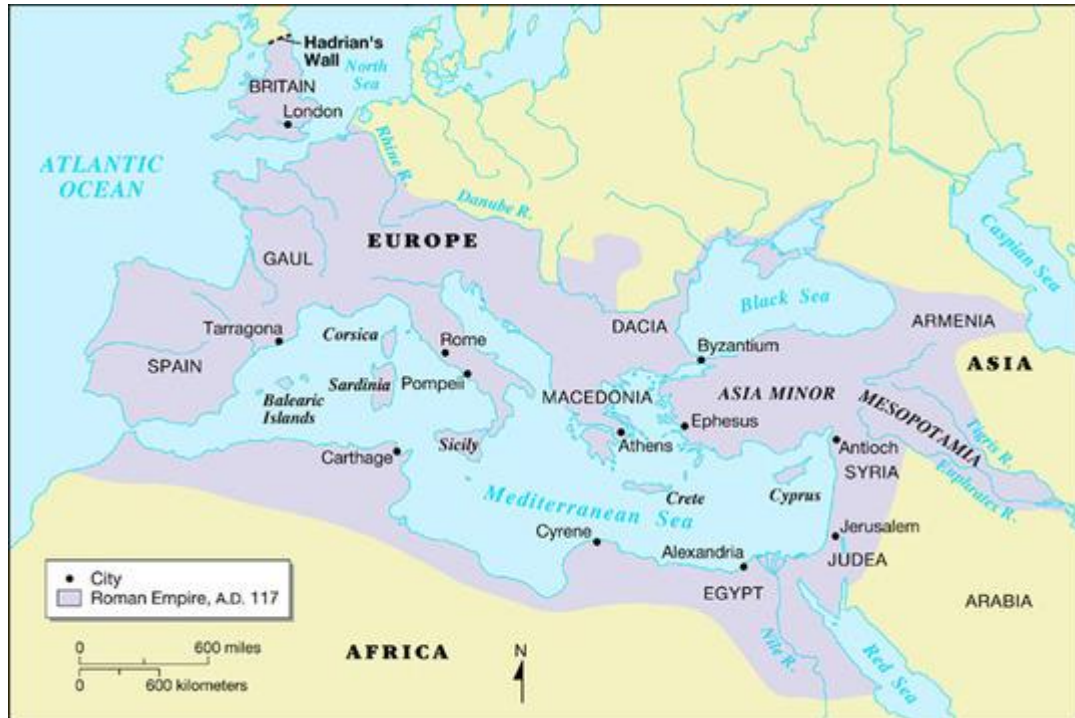 Hadrian's
Wall
North
Sea
BRITAIN
London
ATLANTIC
OCEAN
Rhine R.
Danube R.
EUROPE
GAUL
Caspian Sea
Black Sea
DACIA
ARMENIA
Tarragona
Corsica
Rome
Byzantium
ASIA
SPAIN
Sardinia
Pompeii
Balearic
Islands
MACEDONIA
ASIA MINOR
MESOPOTAMIA
Tigris R.
Ephesus
Athens
Antioch
Carthage
Sicily
SYRIA
Euphrates R.
Crete
Cyprus
Mediterranean Sea
Cyrene
Alexandria
Jerusalem
JUDEA
EGYPT
ARABIA
Nile R.
Red Sea
City
Roman Empire, A.D. 117
0 600 miles
0 600 kilometers
AFRICA
N